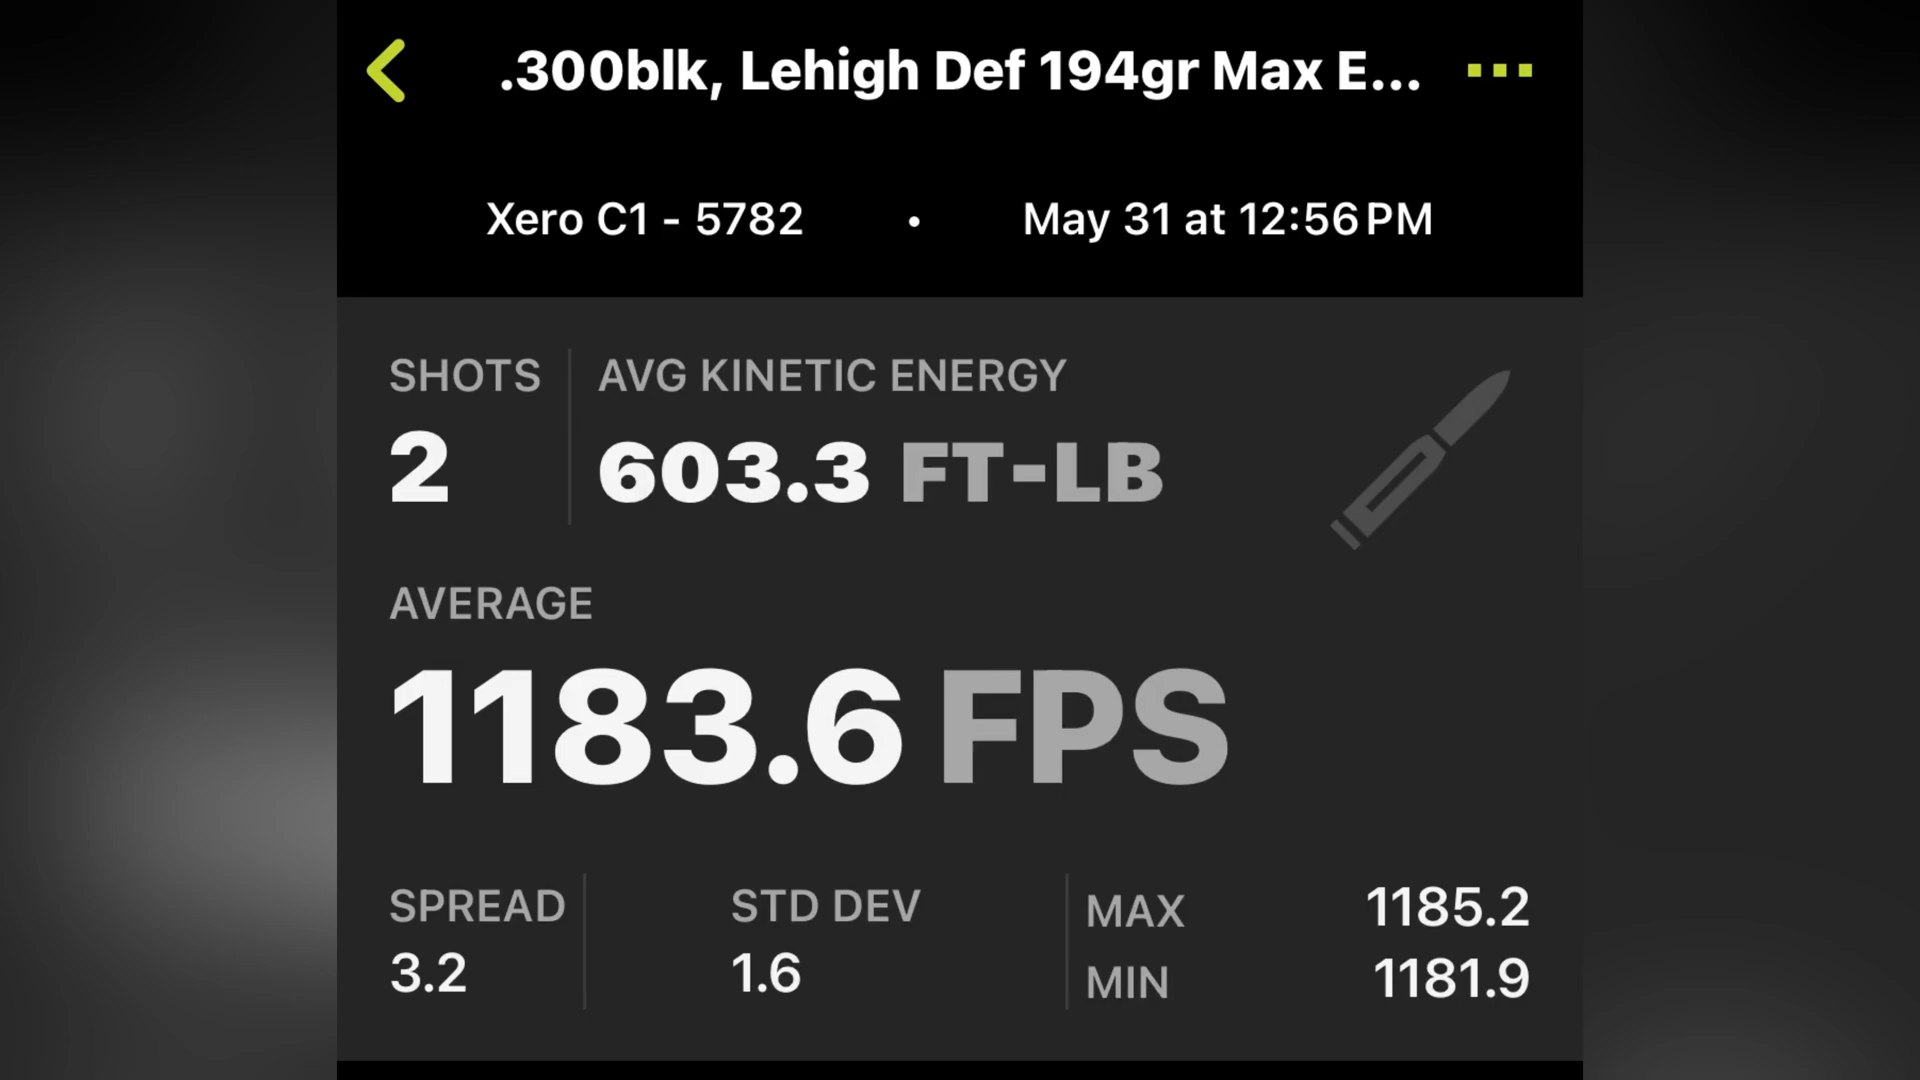 .300blk, Lehigh Def 194gr Max E...
Xero C1 - 5782 • May 31 at 12:56 PM
SHOTS
2
AVG KINETIC ENERGY
603.3 FT-LB
AVERAGE
1183.6 FPS
SPREAD
3.2
STD DEV
1.6
MAX 1185.2
MIN 1181.9